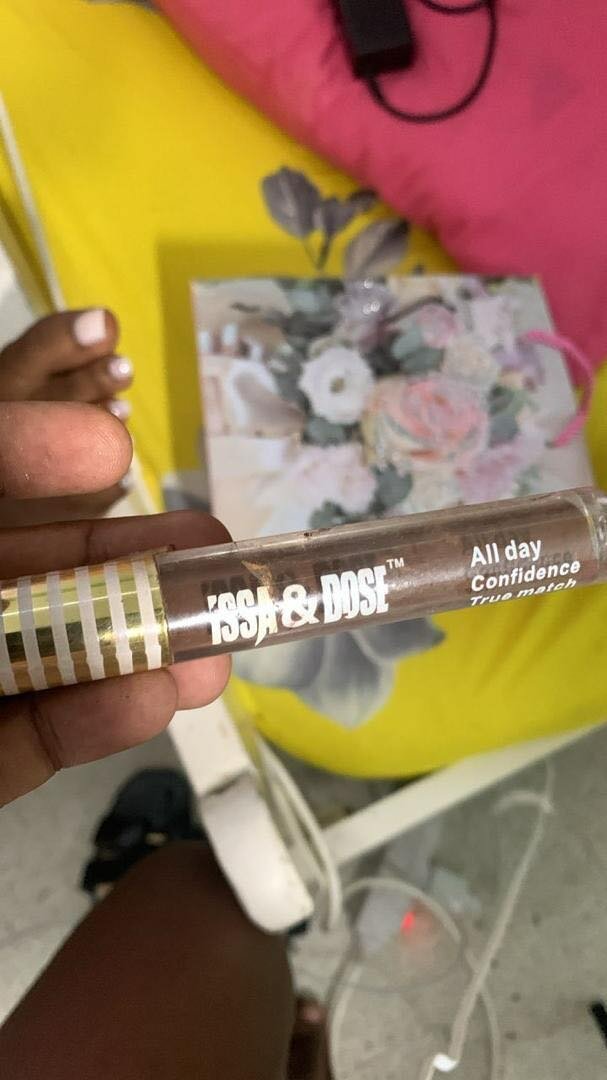 ISSA & DOSE™
All day
Confidence
True match